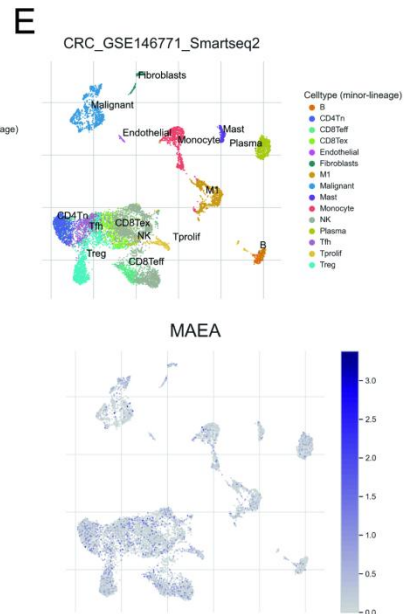 E
CRC_GSE146771_Smartseq2
Fibroblasts
Malignant
Endothelial
Monocyte
Mast
Plasma
M1
CD4Tn
Tfh
CD8Tex
NK
Tprolif
Treg
CD8Teff
B
age)
Celltype (minor-lineage)
B
CD4Tn
CD8Teff
CD8Tex
Endothelial
Fibroblasts
M1
Malignant
Mast
Monocyte
NK
Plasma
Tfh
Tprolif
Treg
MAEA
3.0
2.5
2.0
1.5
1.0
0.5
0.0